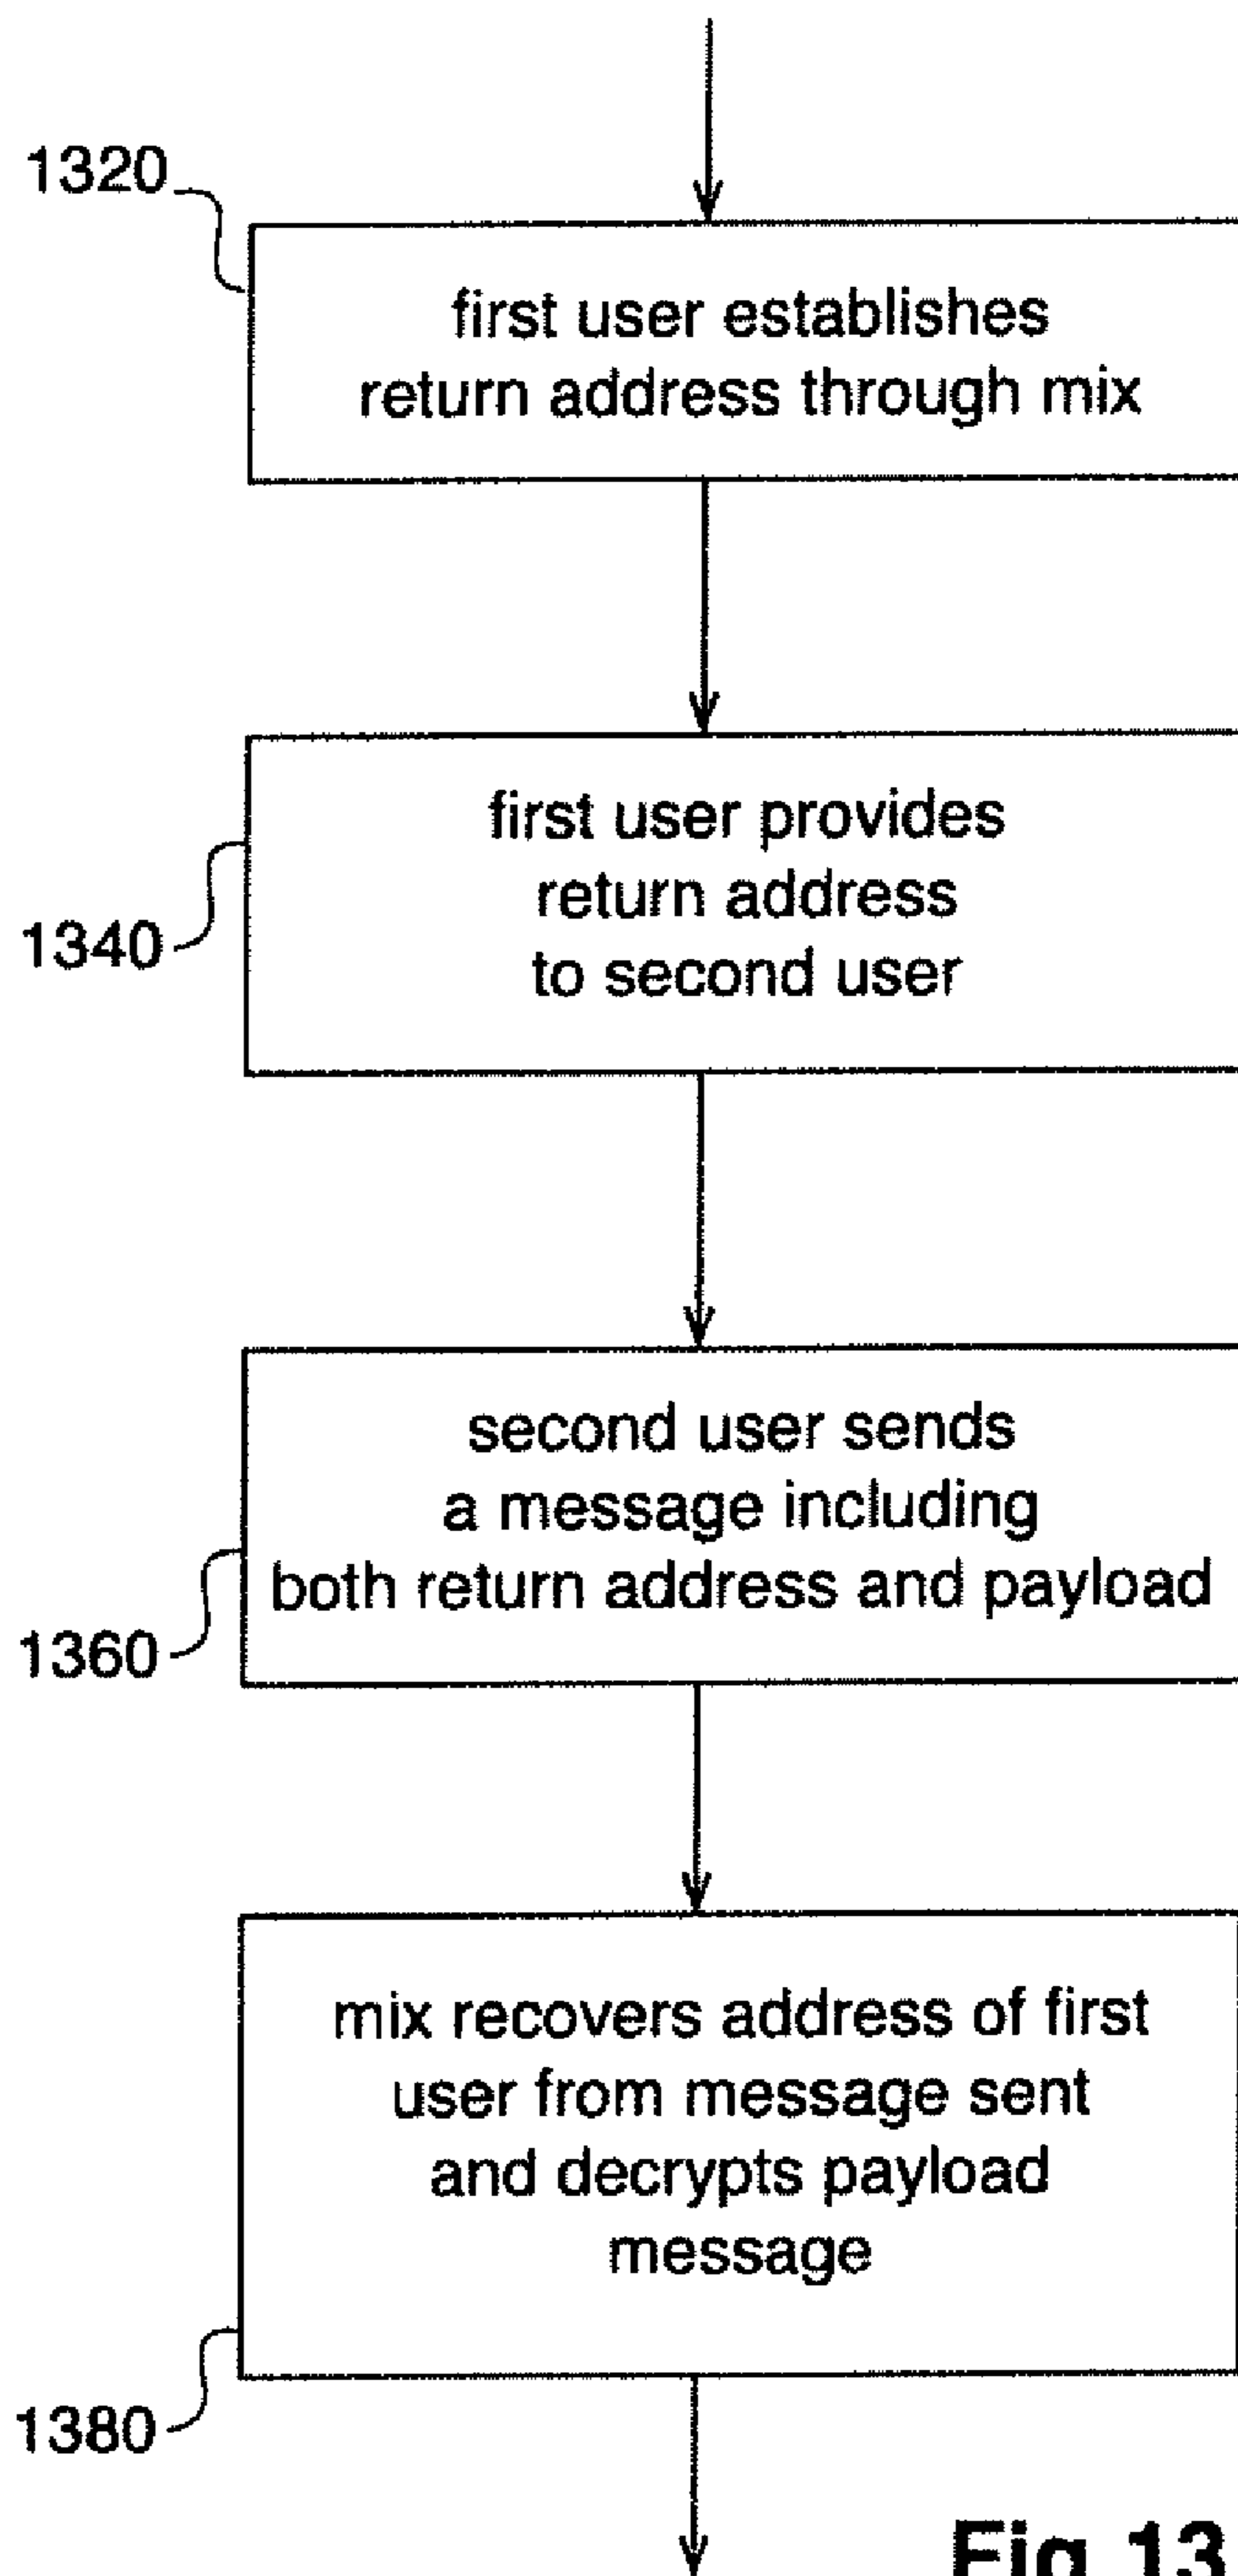 1320
first user establishes
return address through mix
1340
first user provides
return address
to second user
1360
second user sends
a message including
both return address and payload
1380
mix recovers address of first
user from message sent
and decrypts payload
message
Fig 13